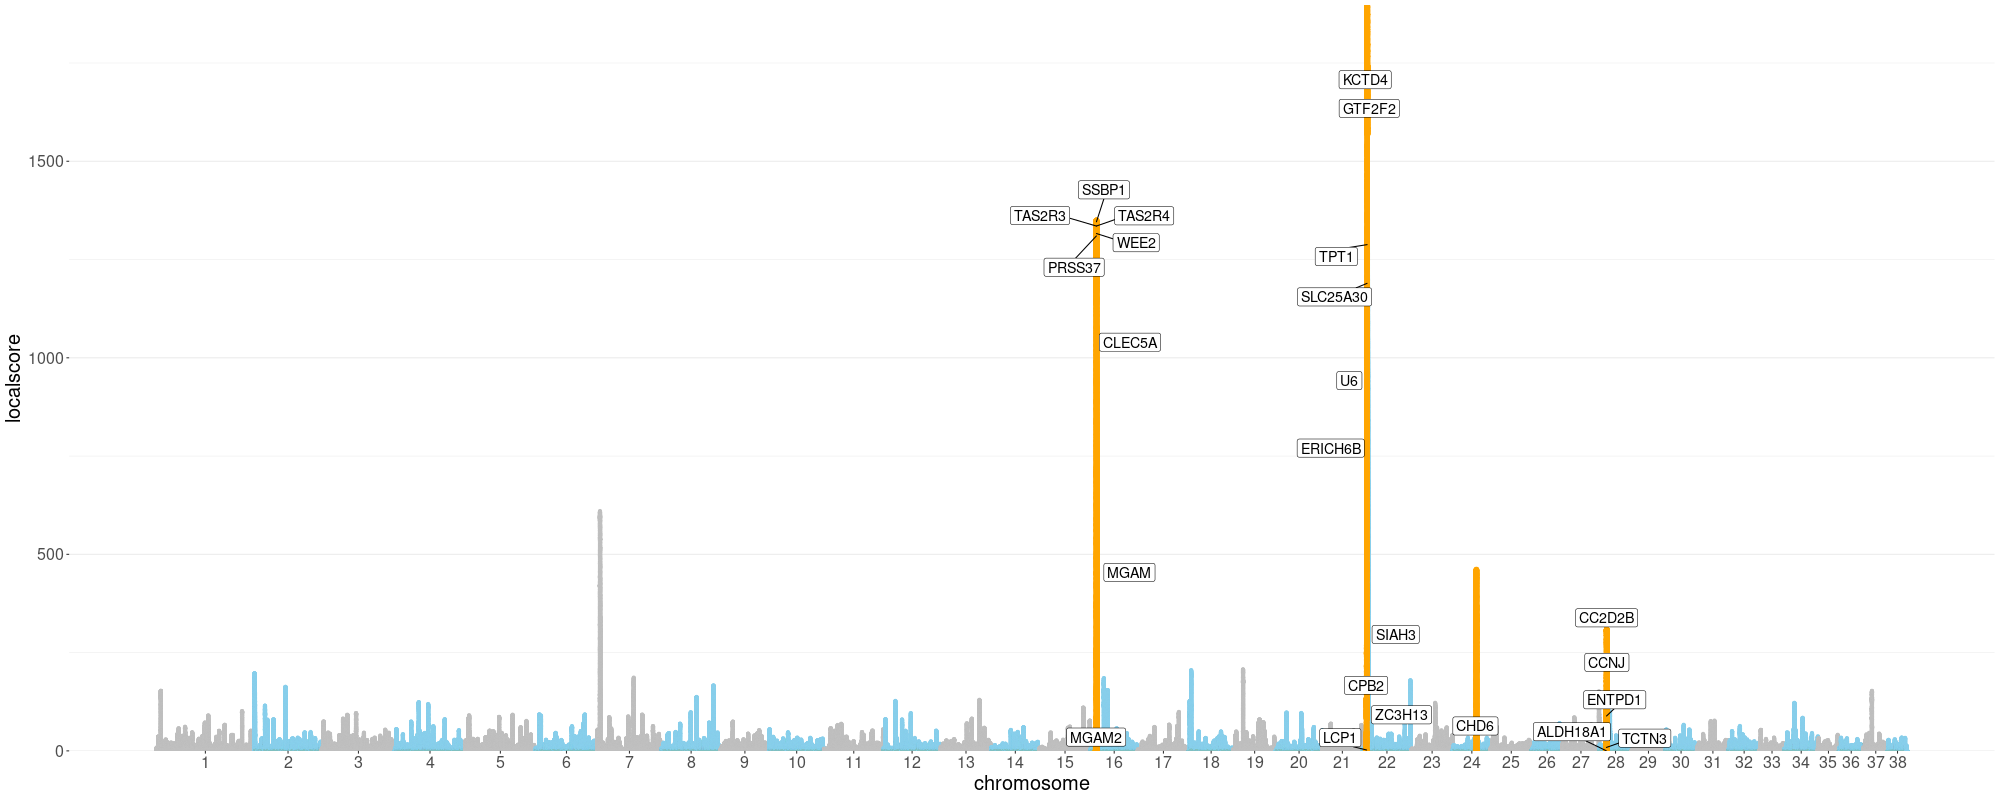 KCTD4
GTF2F2
1500
SSBP1
TAS2R3
TAS2R4
WEE2
TPT1
PRSS37
SLC25A30
CLEC5A
1000
U6
localscore
ERICH6B
500
MGAM
CC2D2B
SIAH3
CCNJ
CPB2
ENTPD1
ZC3H13
CHD6
ALDH18A1
MGAM2
LCP1
TCTN3
0
1 2 3 4 5 6 7 8 9 10 11 12 13 14 15 16 17 18 19 20 21 22 23 24 25 26 27 28 29 30 31 32 33 34 35 36 37 38
chromosome